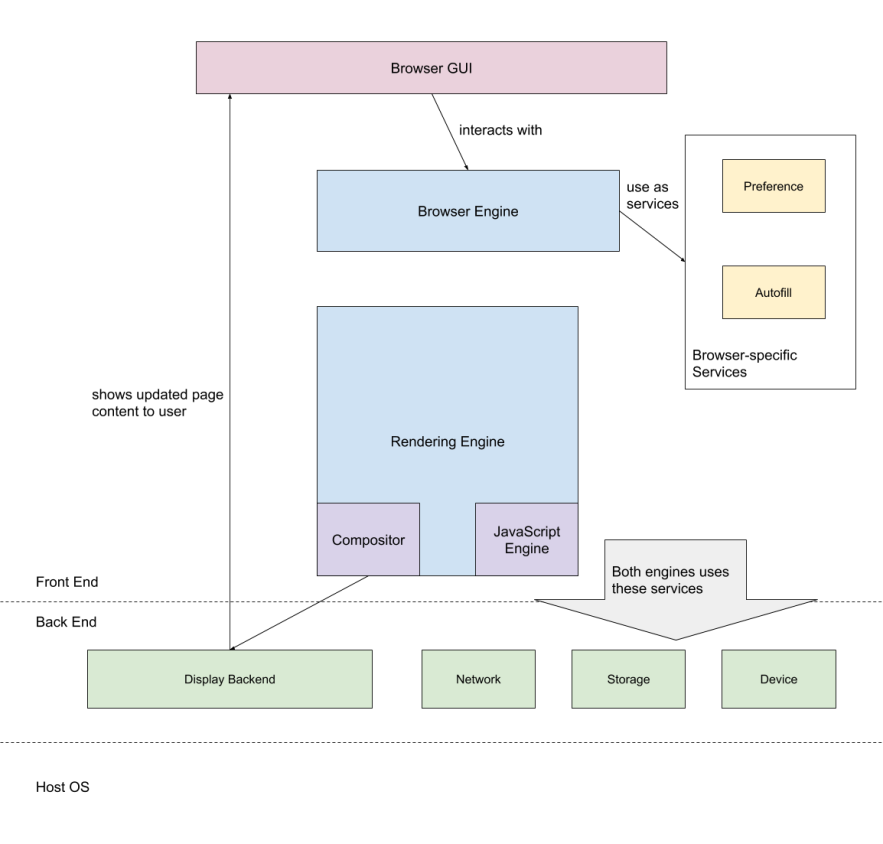 Browser GUI
interacts with
Browser Engine
use as
services
Preference
Autofill
Browser-specific
Services
shows updated page
content to user
Rendering Engine
Compositor
JavaScript
Engine
Both engines uses
these services
Front End
Back End
Display Backend
Network
Storage
Device
Host OS